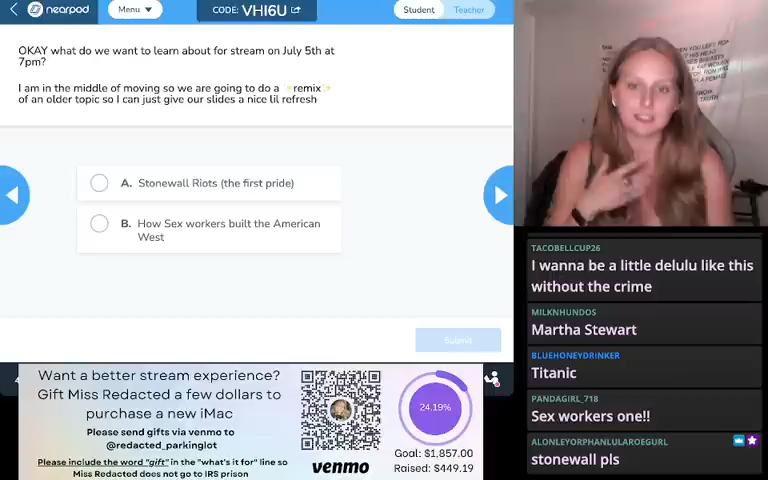 nearpod
Menu
CODE: VHI6U
Student
Teacher
OKAY what do we want to learn about for stream on July 5th at
7pm?
I am in the middle of moving so we are going to do a ✨remix✨
of an older topic so I can just give our slides a nice lil refresh
A. Stonewall Riots (the first pride)
B. How Sex workers built the American
West
Submit
Want a better stream experience?
Gift Miss Redacted a few dollars to
purchase a new iMac
Please send gifts via venmo to
@redacted_parkinglot
Please include the word "gift" in the "what's it for" line so
Miss Redacted does not go to IRS prison
venmo
24.19%
Goal: $1,857.00
Raised: $449.19
TACOBELLCUP26
I wanna be a little delulu like this
without the crime
MILKNHUNDOS
Martha Stewart
BLUEHONEYDRINKER
Titanic
PANDAGIRL_718
Sex workers one!!
ALONLEYORPHANLULAROEGURL
stonewall pls